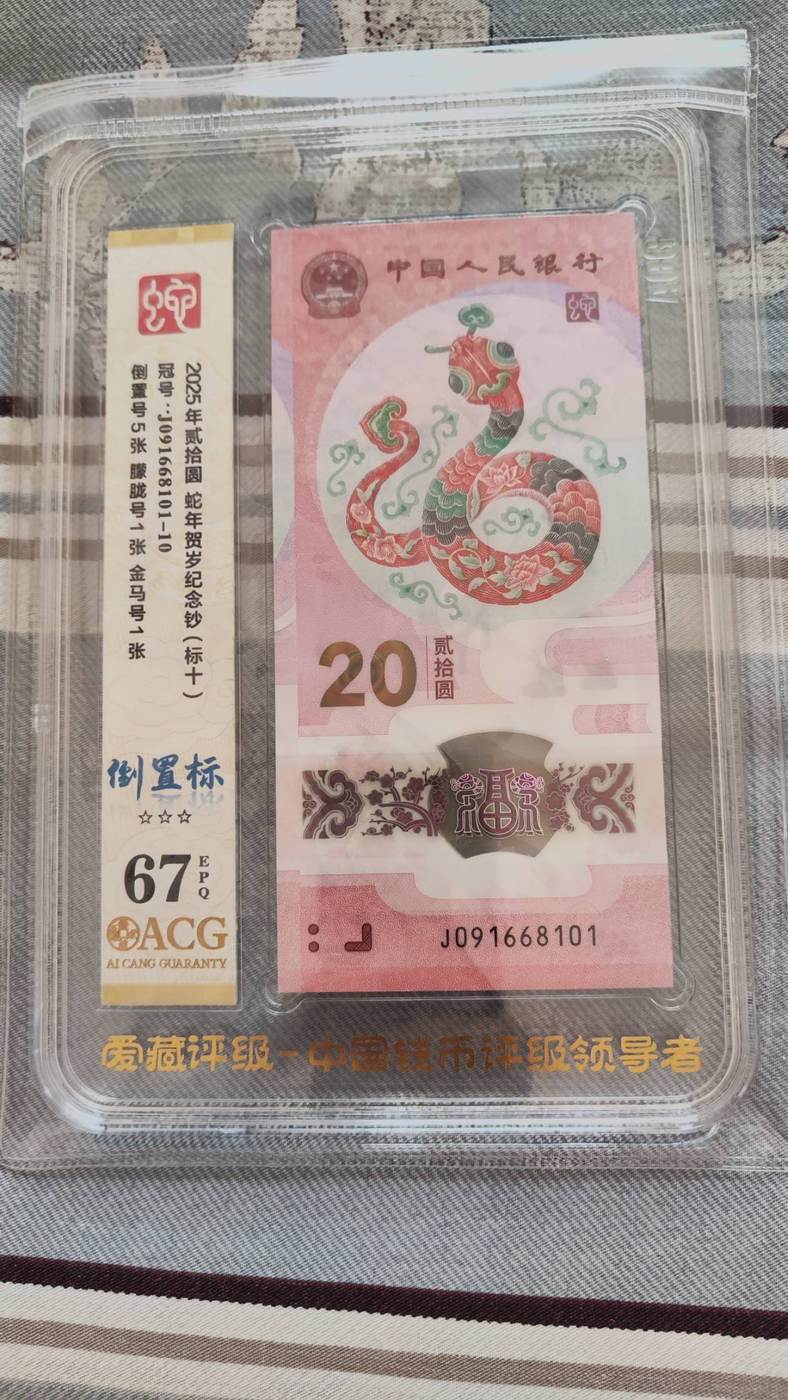 中国人民银行
蛇
20
贰拾圆
福
J091668101
蛇
2025年贰拾圆 蛇年贺岁纪念钞(标十)
冠号:J091668101-10
倒置号5张 朦胧号1张 金马号1张
倒置标
☆☆☆
67
EPQ
ACG
AI CANG GUARANTY
爱藏评级-中国钱币评级领导者